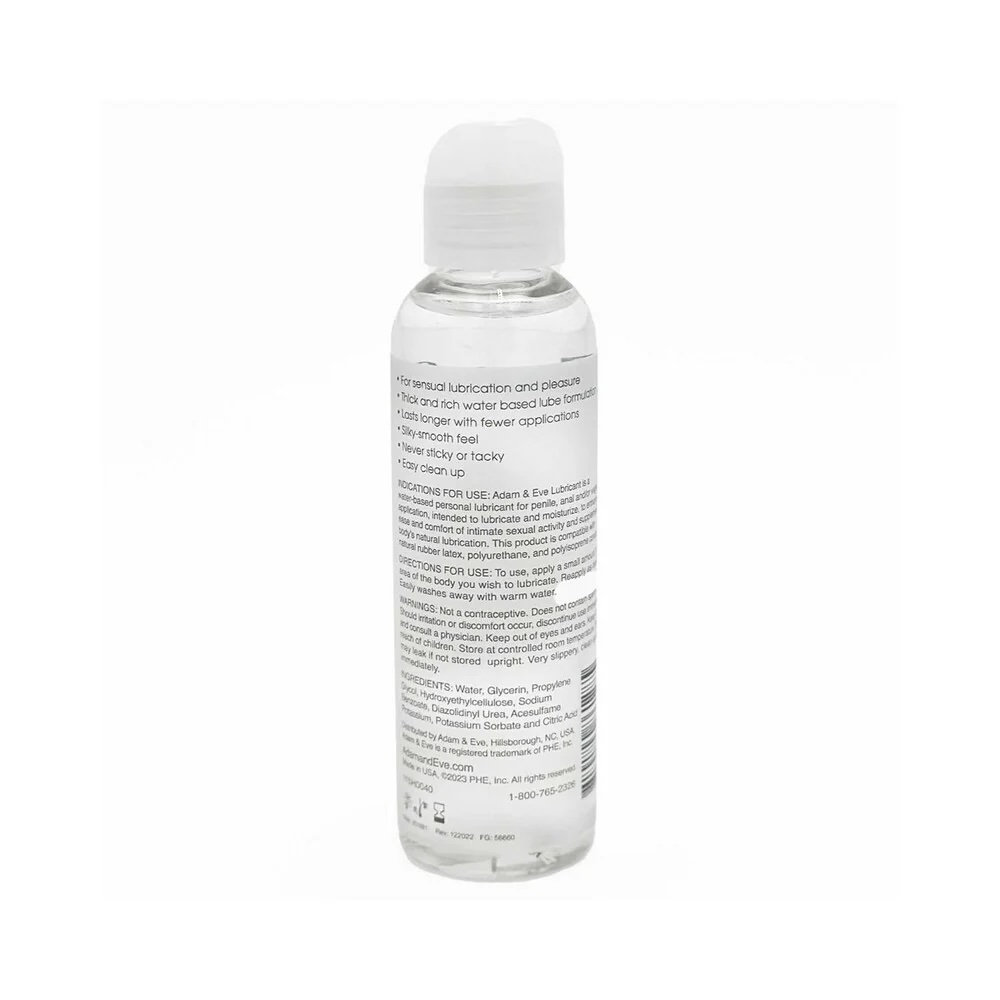 • For sensual lubrication and pleasure
• Thick and rich water based lube formulation
• Lasts longer with fewer applications
• Silky-smooth feel
• Never sticky or tacky
• Easy clean up
INDICATIONS FOR USE: Adam & Eve Lubricant is a
water-based personal lubricant for penile, anal and/or
application, intended to lubricate and moisturize, to
ease and comfort of intimate sexual activity and
body's natural lubrication. This product is compatible with
natural rubber latex, polyurethane, and polyisoprene
DIRECTIONS FOR USE: To use, apply a small amount
area of the body you wish to lubricate. Reapply
Easily washes away with warm water.
WARNINGS: Not a contraceptive. Does not contain
Should irritation or discomfort occur, discontinue use
and consult a physician. Keep out of eyes and ears. Keep
reach of children. Store at controlled room temperature
may leak if not stored upright. Very slippery,
immediately.
INGREDIENTS: Water, Glycerin, Propylene
Glycol, Hydroxyethylcellulose, Sodium
Benzoate, Diazolidinyl Urea, Acesulfame
Potassium, Potassium Sorbate and Citric Acid
Distributed by Adam & Eve, Hillsborough, NC, USA
Adam & Eve is a registered trademark of PHE, Inc.
AdamandEve.com
Made in USA, ©2023 PHE, Inc. All rights reserved.
1-800-765-2326
Rev: 122022 FG: 56660